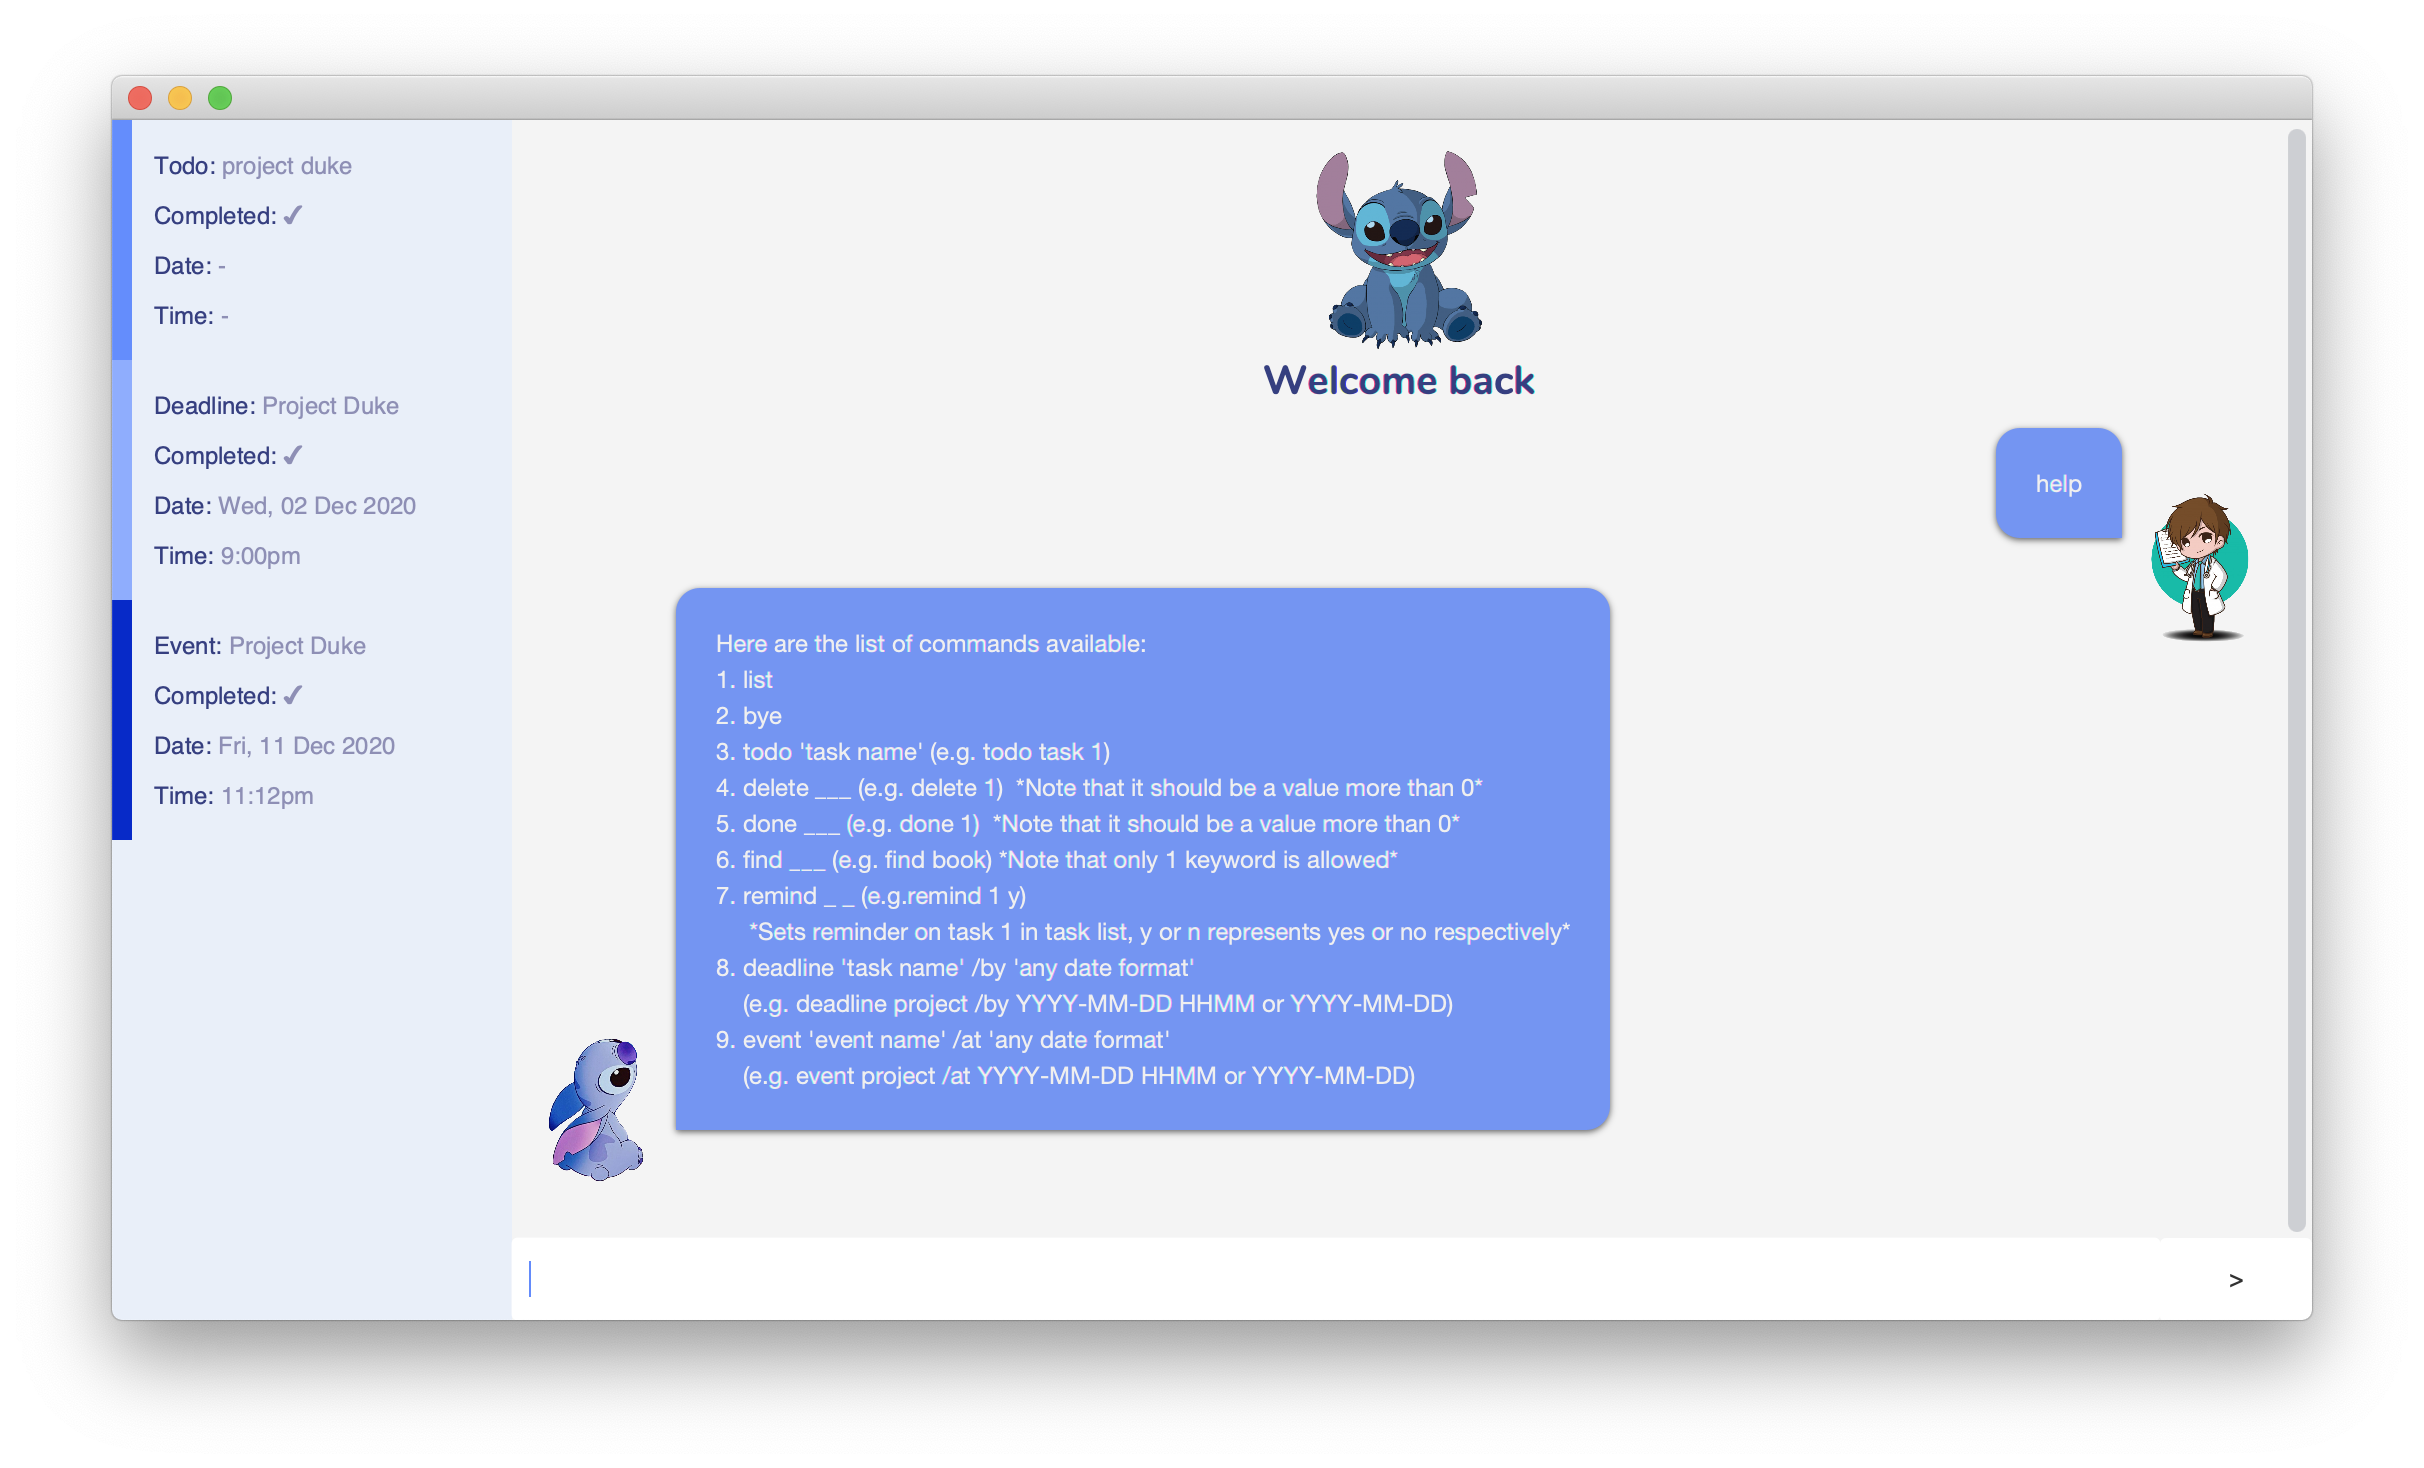 Todo: project duke
Completed: ✓
Date: -
Time: -
Deadline: Project Duke
Completed: ✓
Date: Wed, 02 Dec 2020
Time: 9:00pm
Event: Project Duke
Completed: ✓
Date: Fri, 11 Dec 2020
Time: 11:12pm
Welcome back
help
Here are the list of commands available:
1. list
2. bye
3. todo 'task name' (e.g. todo task 1)
4. delete ___ (e.g. delete 1)  *Note that it should be a value more than 0*
5. done ___ (e.g. done 1)  *Note that it should be a value more than 0*
6. find ___ (e.g. find book) *Note that only 1 keyword is allowed*
7. remind _ _ (e.g.remind 1 y)
*Sets reminder on task 1 in task list, y or n represents yes or no respectively*
8. deadline 'task name' /by 'any date format'
(e.g. deadline project /by YYYY-MM-DD HHMM or YYYY-MM-DD)
9. event 'event name' /at 'any date format'
(e.g. event project /at YYYY-MM-DD HHMM or YYYY-MM-DD)
>